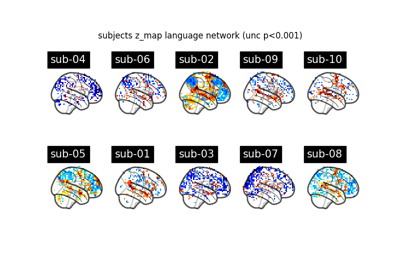 subjects z_map language network (unc p<0.001)
sub-04
sub-06
sub-02
sub-09
sub-10
sub-05
sub-01
sub-03
sub-07
sub-08